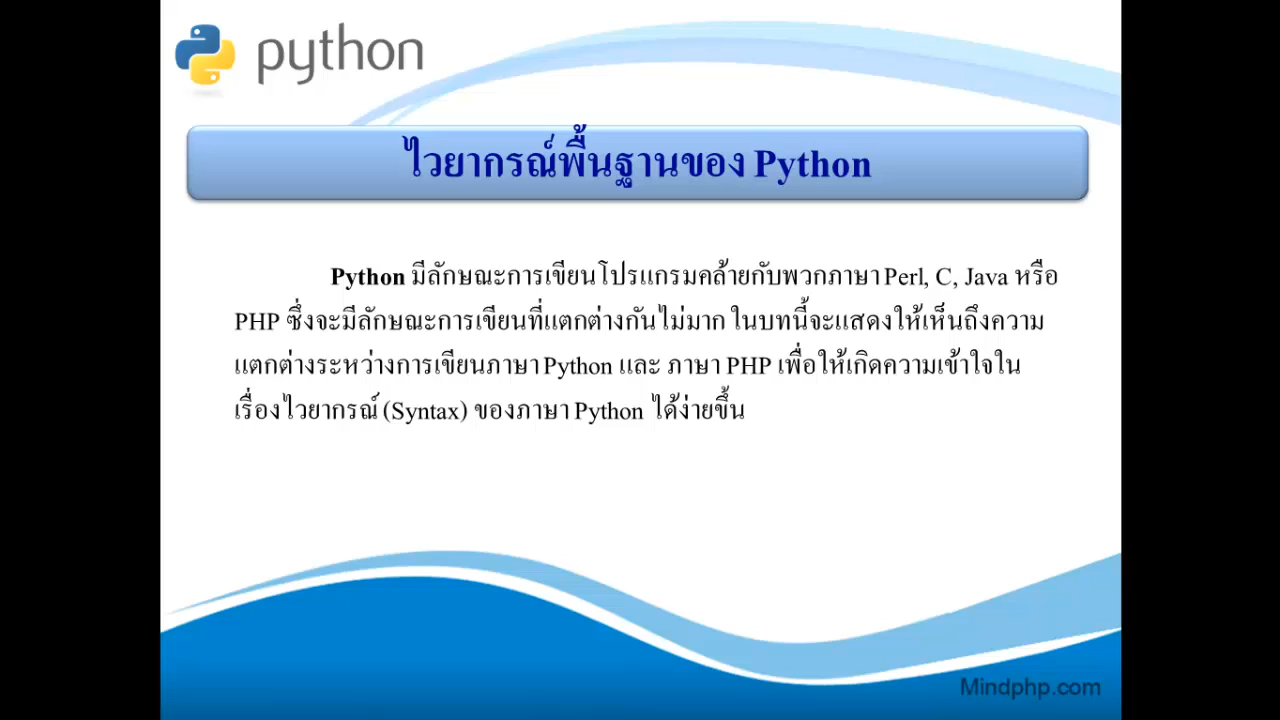 python
ไวยากรณ์พื้นฐานของ Python
Python มีลักษณะการเขียนโปรแกรมคล้ายกับพวกภาษา Perl, C, Java หรือ
PHP ซึ่งจะมีลักษณะการเขียนที่แตกต่างกันไม่มาก ในบทนี้จะแสดงให้เห็นถึงความ
แตกต่างระหว่างการเขียนภาษา Python และ ภาษา PHP เพื่อให้เกิดความเข้าใจใน
เรื่องไวยากรณ์ (Syntax) ของภาษา Python ได้ง่ายขึ้น
Mindphp.com